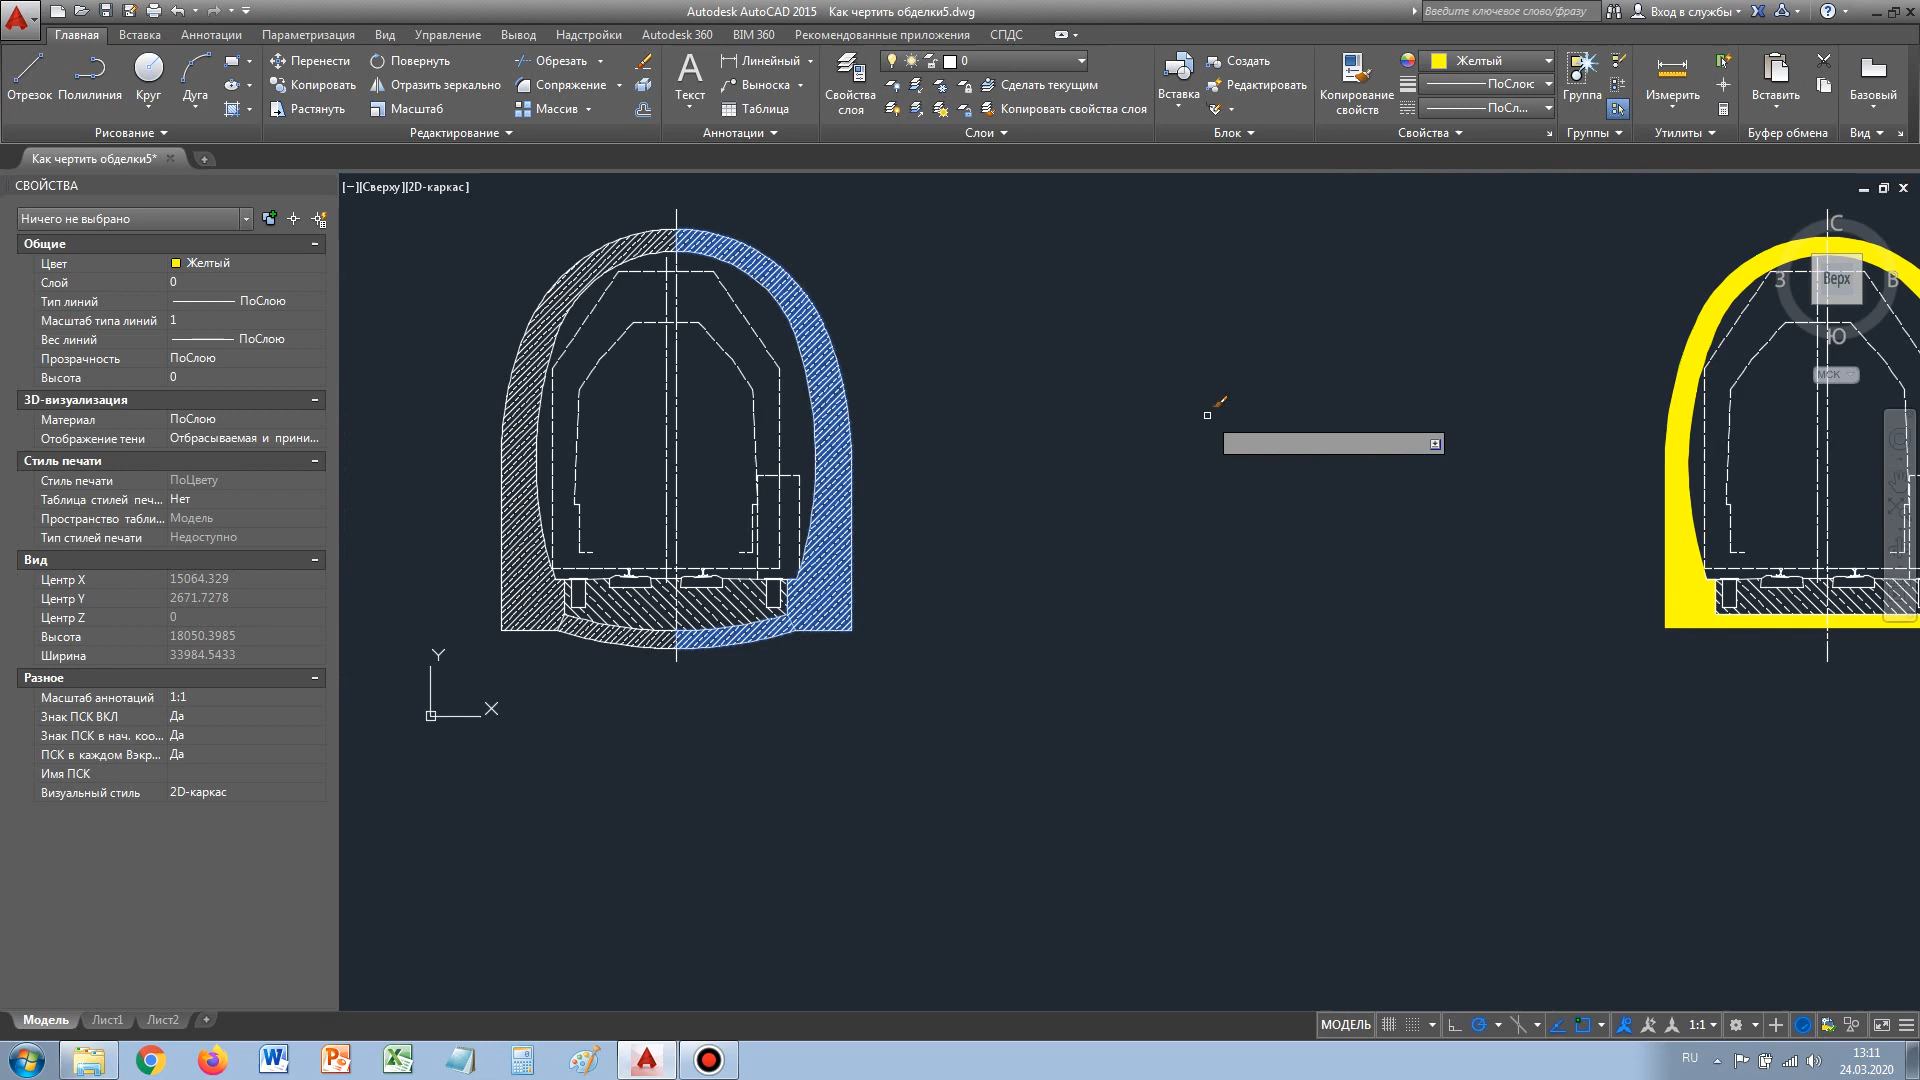 Autodesk AutoCAD 2015 Как чертить обделки5.dwg
Введите ключевое слово/фразу
Вход в службы
Главная Вставка Аннотации Параметризация Вид Управление Вывод Надстройки Autodesk 360 BIM 360 Рекомендованные приложения СПДС
Отрезок Полилиния Круг Дуга
Рисование
Перенести Повернуть Обрезать
Копировать Отразить зеркально Сопряжение
Растянуть Масштаб Массив
Редактирование
A
Текст
Линейный
Выноска
Таблица
Аннотации
Свойства слоя
0
Сделать текущим
Копировать свойства слоя
Слои
Вставка
Создать
Редактировать
Блок
Копирование свойств
Желтый
ПоСлою
ПоСл...
Свойства
Группа
Группы
Измерить
Утилиты
Вставить
Буфер обмена
Базовый
Вид
Как чертить обделки5*
СВОЙСТВА
Ничего не выбрано
Общие
Цвет Желтый
Слой 0
Тип линий ПоСлою
Масштаб типа линий 1
Вес линий ПоСлою
Прозрачность ПоСлою
Высота 0
3D-визуализация
Материал ПоСлою
Отображение тени Отбрасываемая и прини...
Стиль печати
Стиль печати ПоЦвету
Таблица стилей печ... Нет
Пространство табли... Модель
Тип стилей печати Недоступно
Вид
Центр X 15064.329
Центр Y 2671.7278
Центр Z 0
Высота 18050.3985
Ширина 33984.5433
Разное
Масштаб аннотаций 1:1
Знак ПСК ВКЛ Да
Знак ПСК в нач. коо... Да
ПСК в каждом Вэкр... Да
Имя ПСК
Визуальный стиль 2D-каркас
[−][Сверху][2D-каркас]
С
З Верх В
Ю
МСК
Y
X
Модель Лист1 Лист2
МОДЕЛЬ
1:1
RU
13:11
24.03.2020